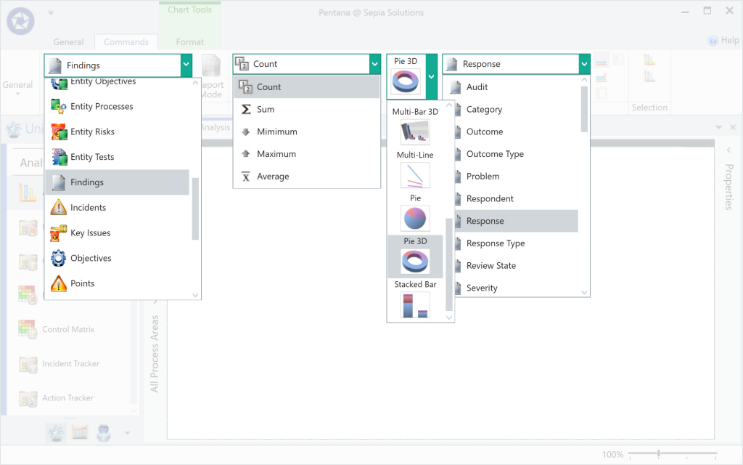 Chart Tools
Pentana @ Sepia Solutions
General
Commands
Format
Help
Findings
Count
Pie 3D
Response
General
Report
Mode
Selection
Entity Objectives
Entity Processes
Entity Risks
Entity Tests
Findings
Incidents
Key Issues
Objectives
Points
Count
Sum
Mimimum
Maximum
Average
Multi-Bar 3D
Multi-Line
Pie
Pie 3D
Stacked Bar
Audit
Category
Outcome
Outcome Type
Problem
Respondent
Response
Response Type
Review State
Severity
Analysis
Properties
All Process Areas
Control Matrix
Incident Tracker
Action Tracker
100%